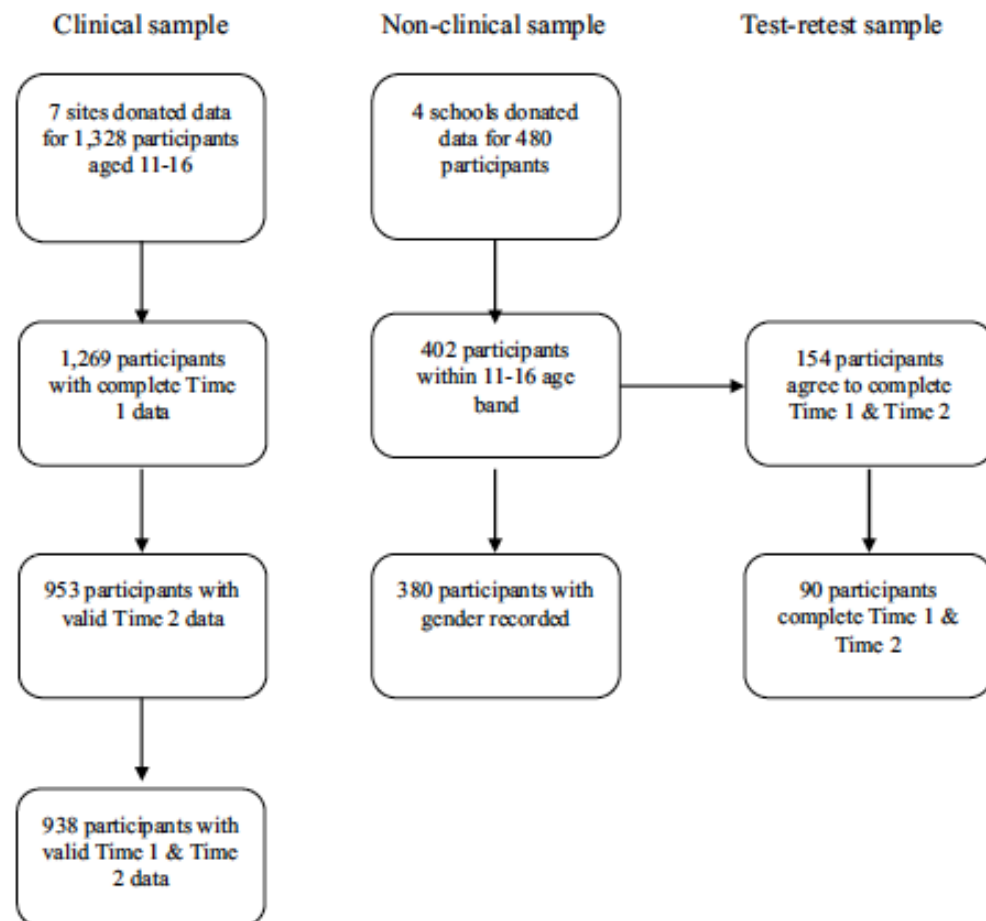 Clinical sample
Non-clinical sample
Test-retest sample
7 sites donated data
for 1,328 participants
aged 11-16
4 schools donated
data for 480
participants
1,269 participants
with complete Time
1 data
402 participants
within 11-16 age
band
154 participants
agree to complete
Time 1 & Time 2
953 participants with
valid Time 2 data
380 participants with
gender recorded
90 participants
complete Time 1 &
Time 2
938 participants with
valid Time 1 & Time
2 data